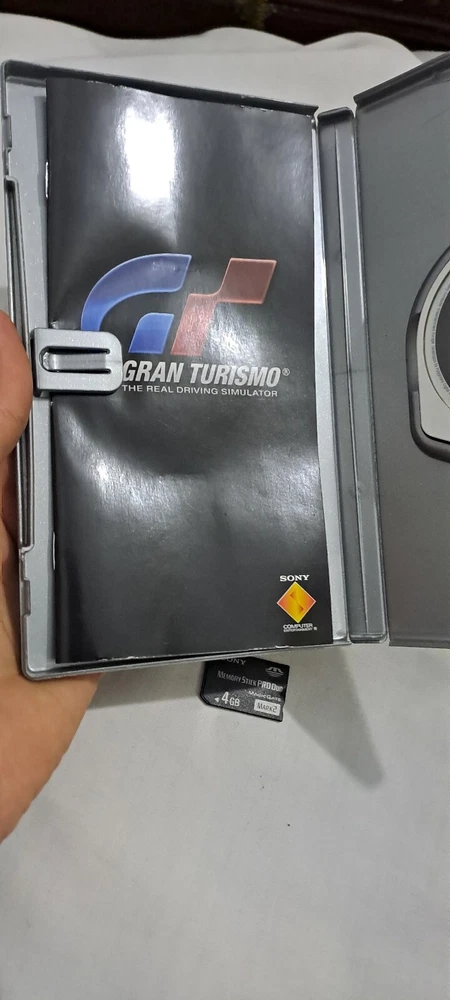 GRAN TURISMO®
THE REAL DRIVING SIMULATOR
SONY
COMPUTER
ENTERTAINMENT®
SONY
MEMORY STICK PRO DUO
MAGICGATE
4GB
MARK2